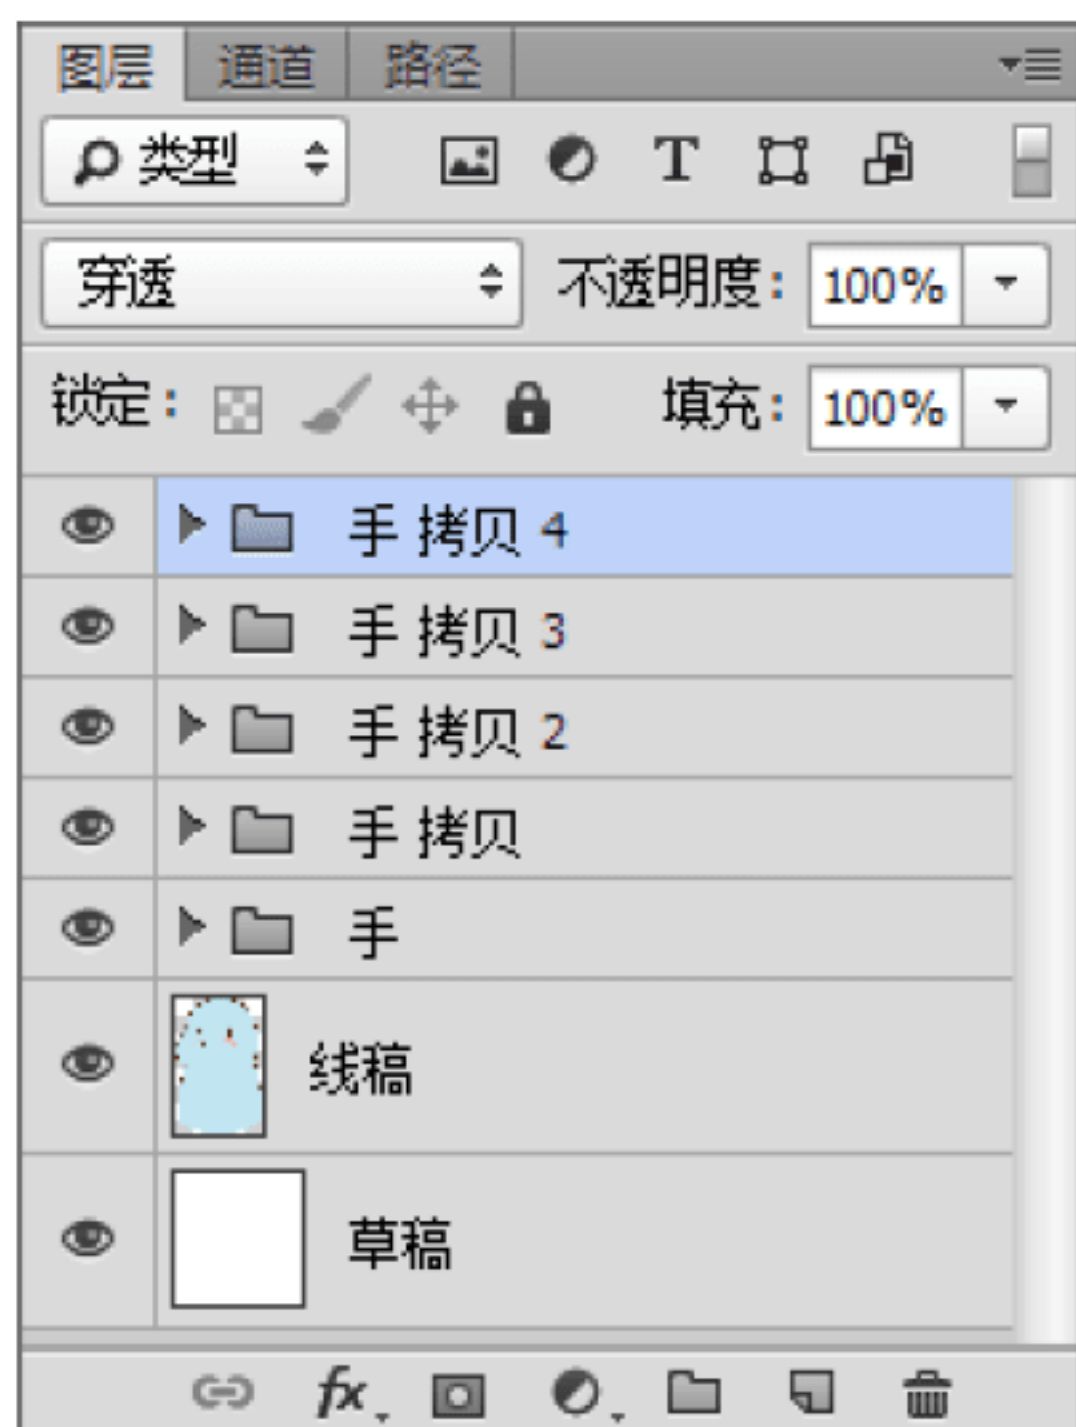 图层 通道 路径
类型 T
穿透 不透明度: 100%
锁定: 填充: 100%
手 拷贝 4
手 拷贝 3
手 拷贝 2
手 拷贝
手
线稿
草稿
fx